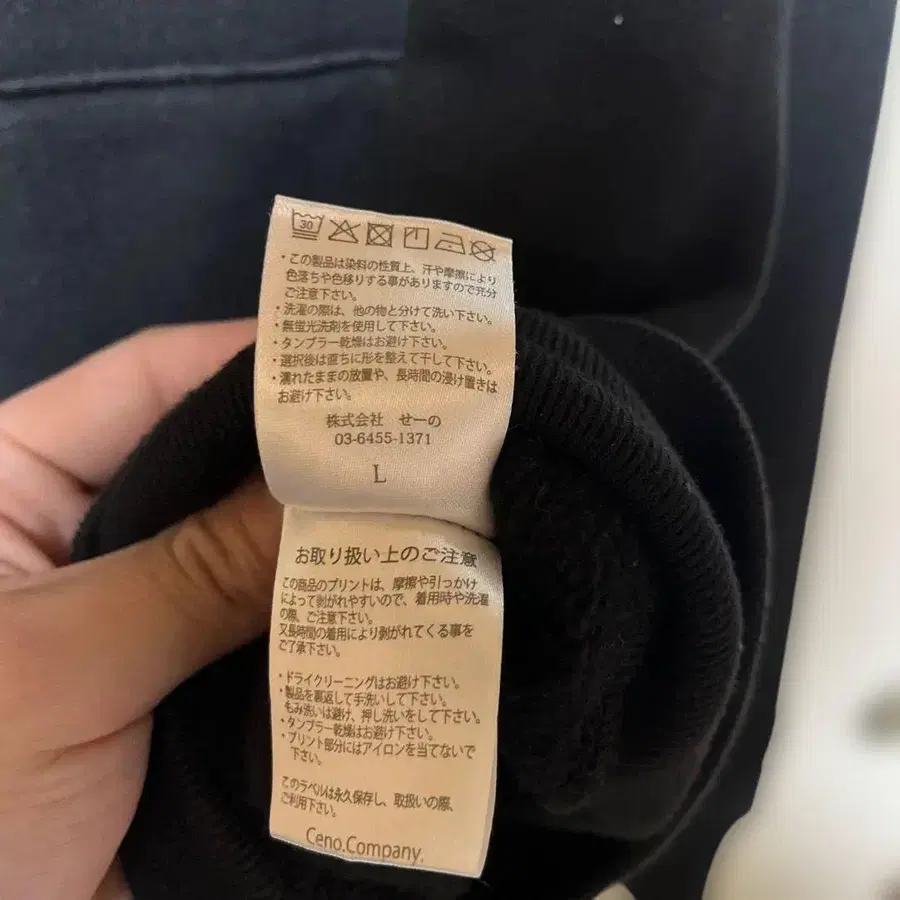 30
・この製品は染料の性質上、汗や摩擦により
色落ちや色移りする事がありますので充分
ご注意下さい。
・洗濯の際は、他の物と分けて洗い下さい。
・無蛍光洗剤を使用して下さい。
・タンブラー乾燥はお避け下さい。
・選択後は直ちに形を整えて干して下さい。
・濡れたままの放置や、長時間の浸け置きは
お避け下さい。
株式会社 せーの
03-6455-1371
L
お取り扱い上のご注意
この商品のプリントは、摩擦や引っかけ
によって剥がれやすいので、着用時や洗濯
の際、ご注意下さい。
又長時間の着用により剥がれてくる事を
ご了承下さい。
・ドライクリーニングはお避け下さい。
・製品を裏返して手洗いして下さい。
もみ洗いは避け、押し洗いをして下さい。
・タンブラー乾燥はお避け下さい。
・プリント部分にはアイロンを当てないで
下さい。
このラベルは永久保存し、取扱いの際、
ご利用下さい。
Ceno.Company.